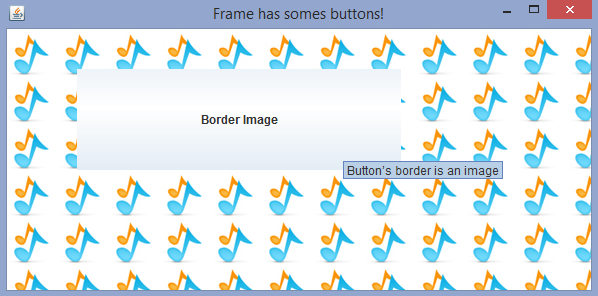 Frame has somes buttons!
Border Image
Button's border is an image